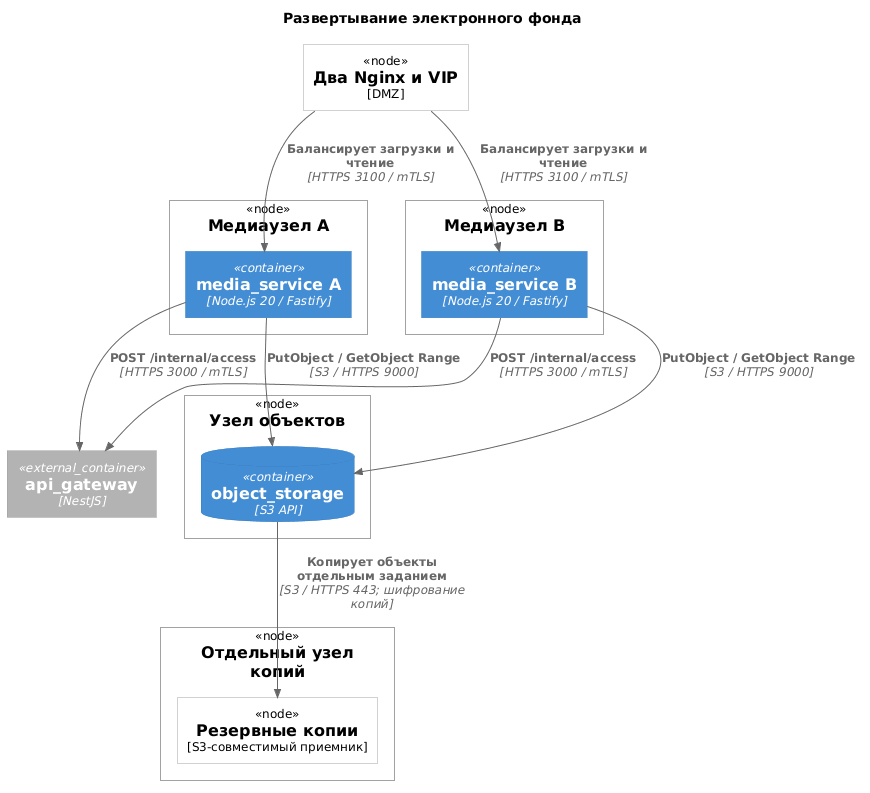 Развертывание электронного фонда
«node»
Два Nginx и VIP
[DMZ]
Балансирует загрузки и
чтение
[HTTPS 3100 / mTLS]
Балансирует загрузки и
чтение
[HTTPS 3100 / mTLS]
«node»
Медиаузел A
«container»
media_service A
[Node.js 20 / Fastify]
«node»
Медиаузел B
«container»
media_service B
[Node.js 20 / Fastify]
POST /internal/access
[HTTPS 3000 / mTLS]
PutObject / GetObject Range
[S3 / HTTPS 9000]
POST /internal/access
[HTTPS 3000 / mTLS]
PutObject / GetObject Range
[S3 / HTTPS 9000]
«external_container»
api_gateway
[NestJS]
«node»
Узел объектов
«container»
object_storage
[S3 API]
Копирует объекты
отдельным заданием
[S3 / HTTPS 443; шифрование
копий]
«node»
Отдельный узел
копий
«node»
Резервные копии
[S3-совместимый приемник]